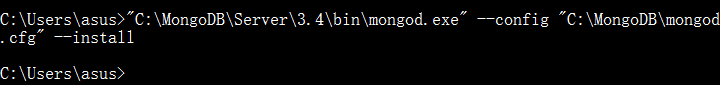 C:\Users\asus>"C:\MongoDB\Server\3.4\bin\mongod.exe" --config "C:\MongoDB\mongod
.cfg" --install
C:\Users\asus>